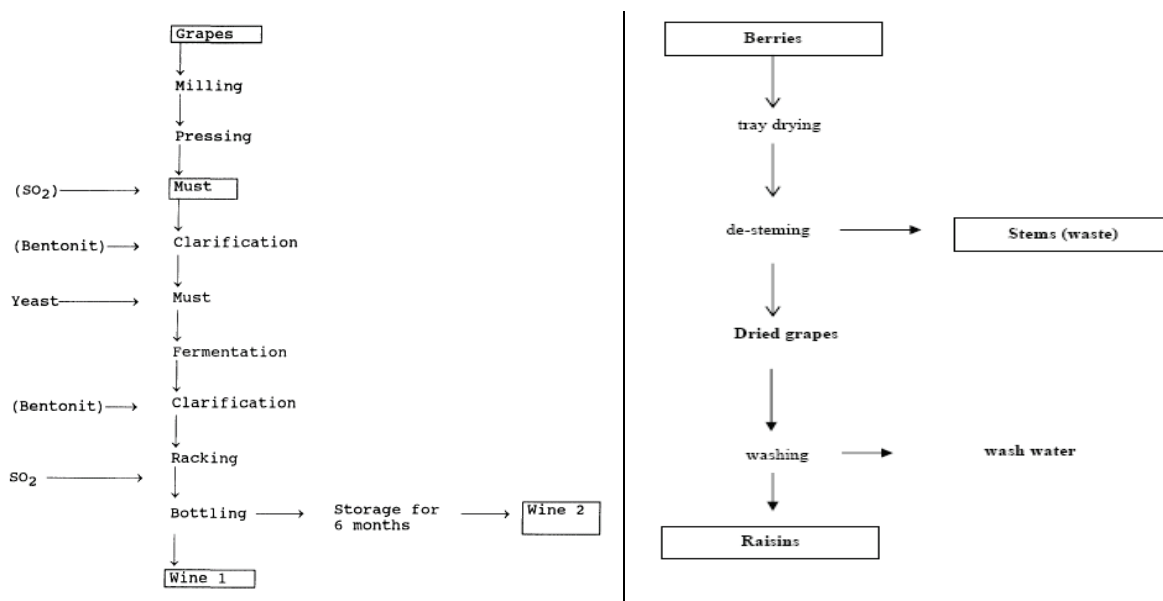 Grapes
Milling
Pressing
(SO2)
Must
(Bentonit)
Clarification
Yeast
Must
Fermentation
(Bentonit)
Clarification
Racking
SO2
Bottling
Storage for
6 months
Wine 2
Wine 1
Berries
tray drying
de-steming
Stems (waste)
Dried grapes
washing
wash water
Raisins